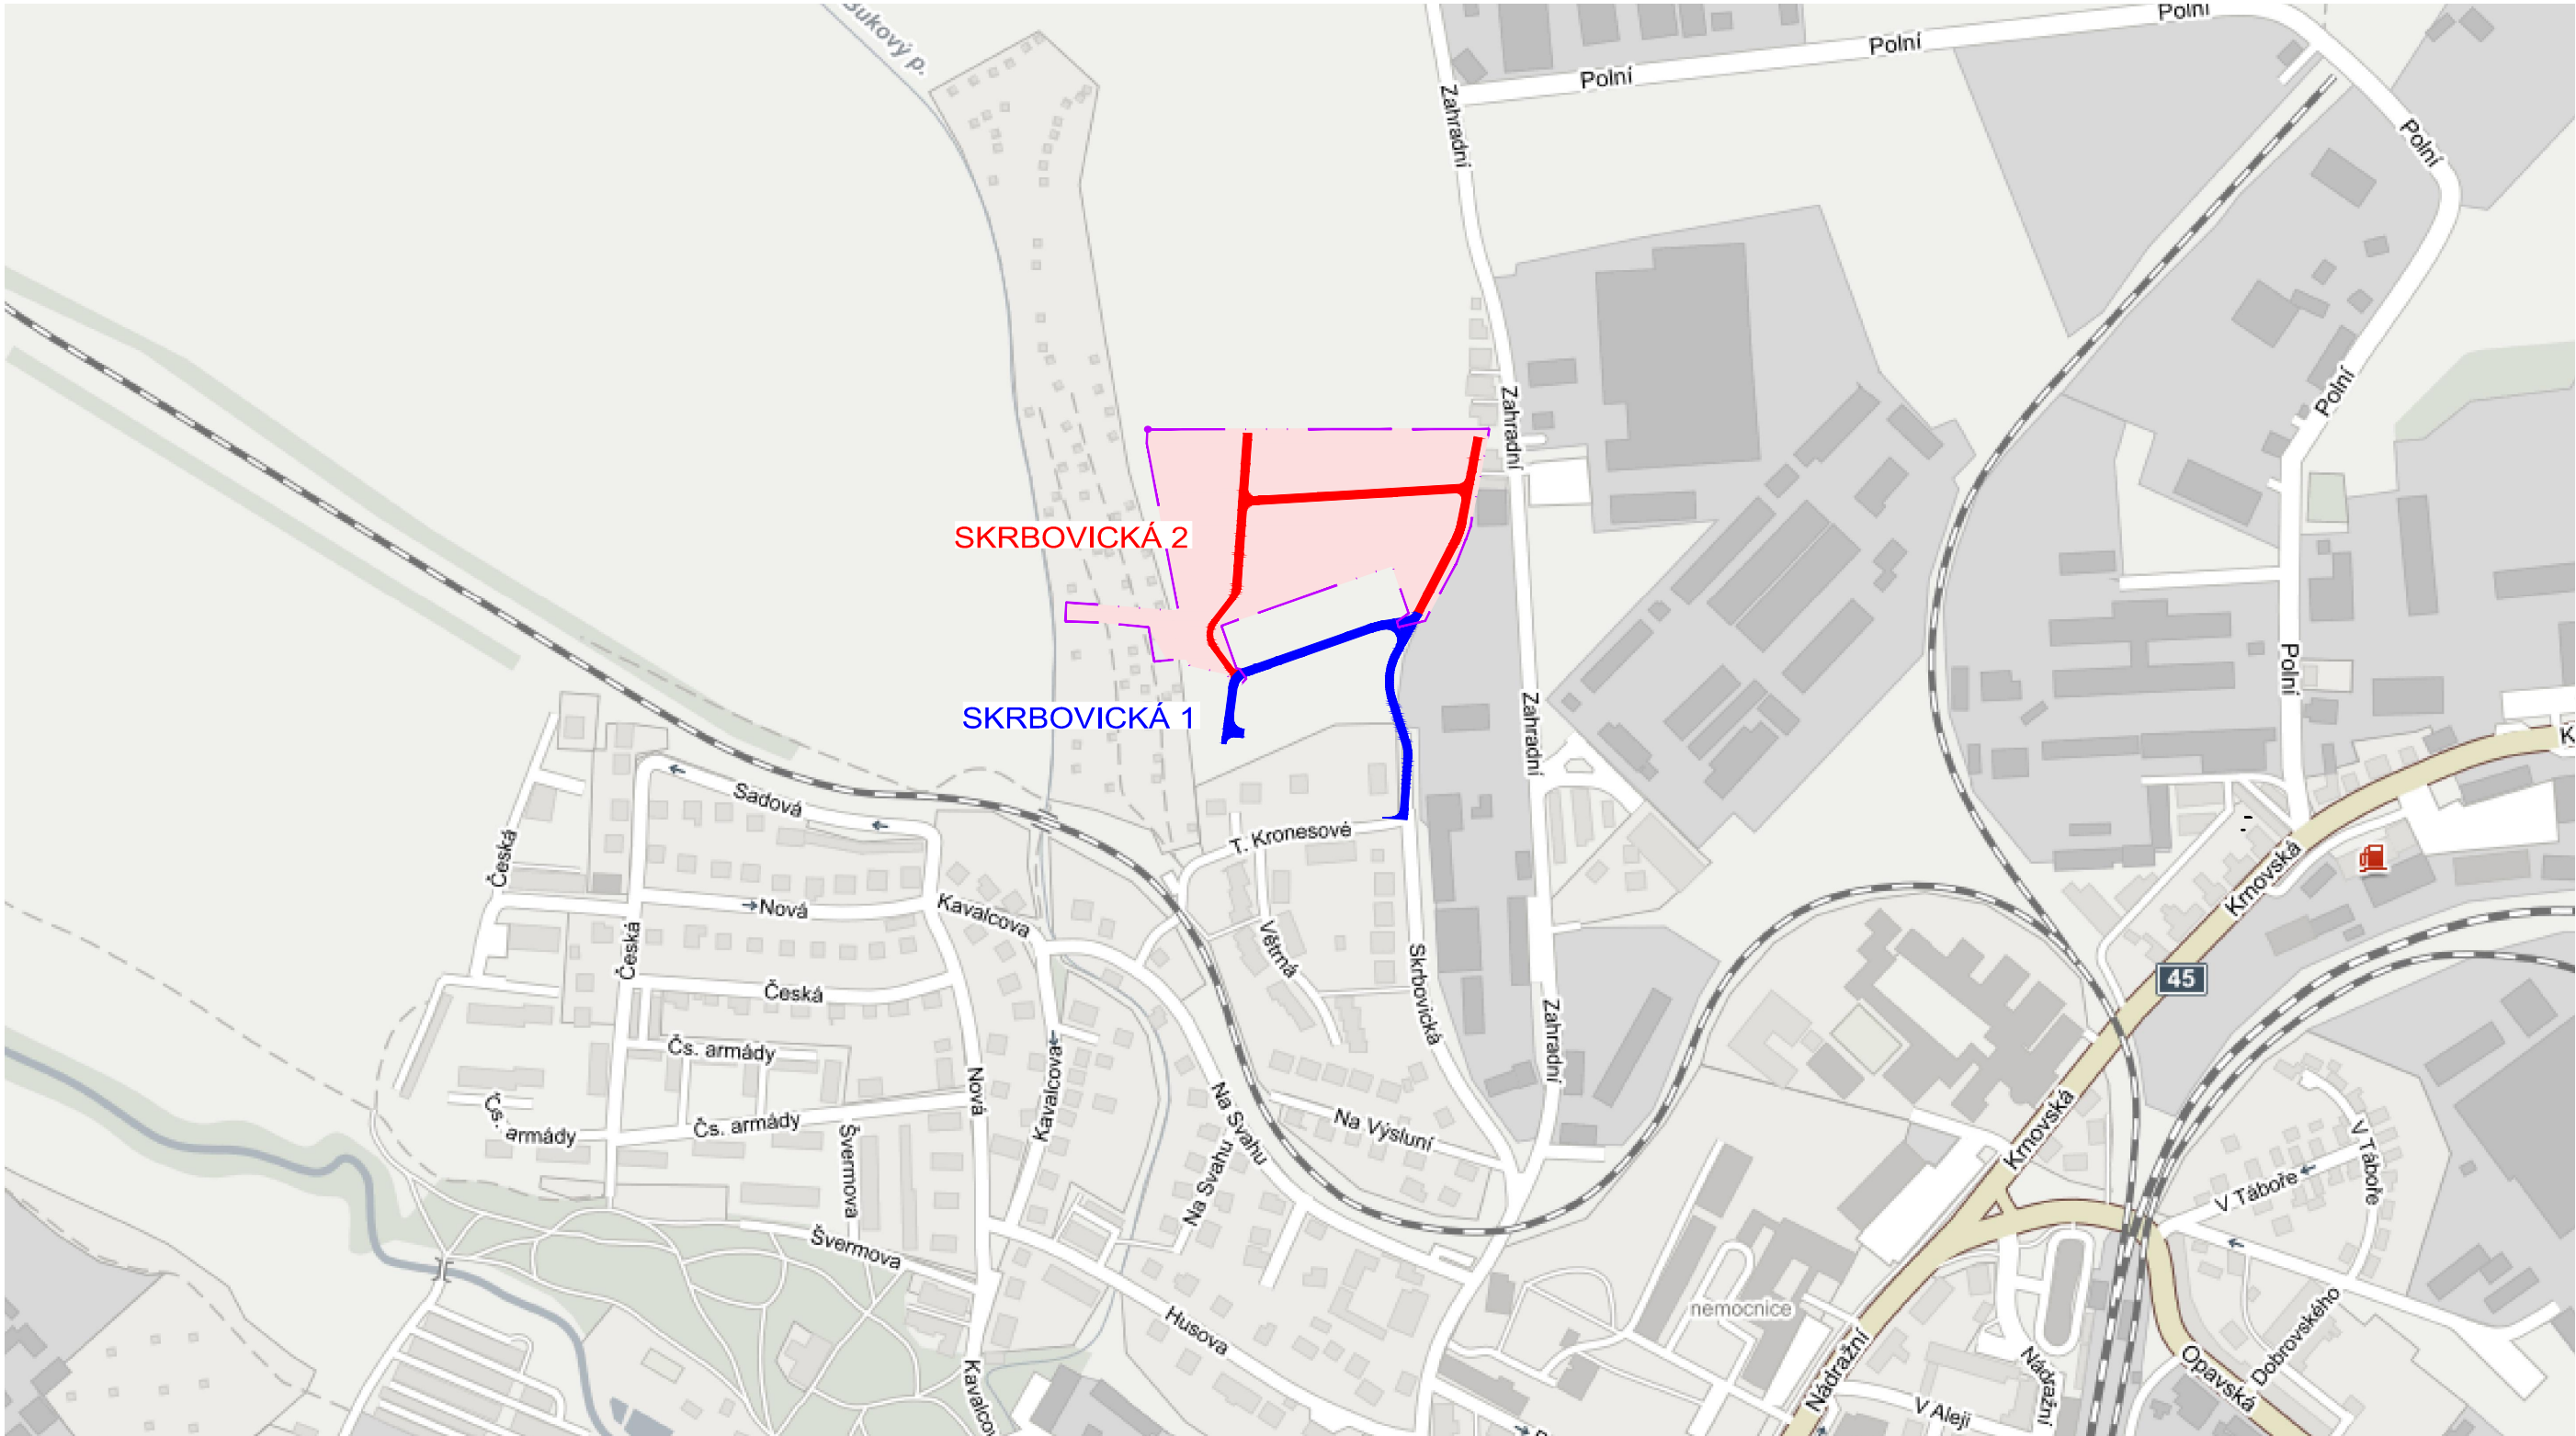 Bukový p.
Polní
Polní
Polní
Zahradní
Polní
Zahradní
Polní
SKRBOVICKÁ 2
SKRBOVICKÁ 1
Zahradní
Polní
Sadová
T. Kronesové
Česká
Krnovská
Nová
Kavalcova
Větrná
Česká
Skrbovická
45
Česká
Zahradní
Čs. armády
Kavalcova
Nová
Na Svahu
Na Výsluní
Krnovská
V Táboře
Čs. armády
Čs. armády
Švermova
Na Svahu
V Táboře
Švermova
nemocnice
Husova
Dobrovského
Nádražní
Nádražní
Opavská
Kavalcov
V Aleji
K